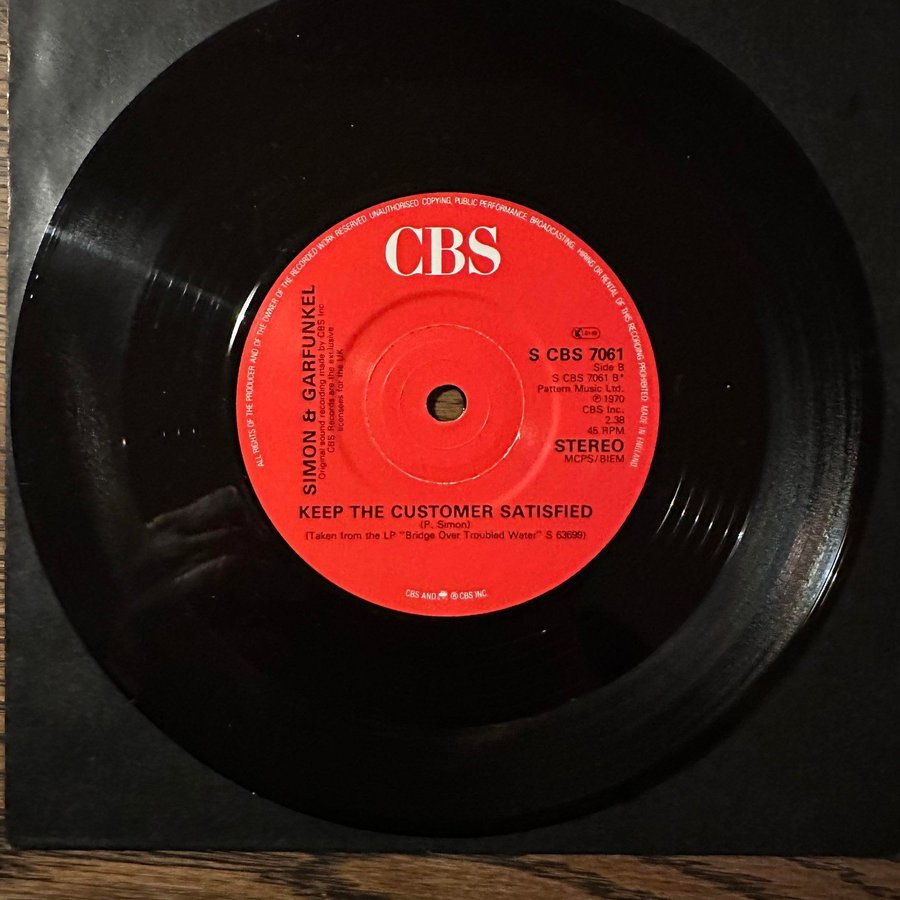 ALL RIGHTS OF THE PRODUCER AND OF THE OWNER OF THE RECORDED WORK RESERVED. UNAUTHORISED COPYING, PUBLIC PERFORMANCE, BROADCASTING, HIRING OR RENTAL OF THIS RECORDING PROHIBITED. MADE IN ENGLAND
CBS
SIMON & GARFUNKEL
Original sound recording made by CBS Inc
CBS Records are the exclusive
licensees for the UK
S CBS 7061
Side B
S CBS 7061 B*
Pattern Music Ltd.
℗ 1970
CBS Inc.
2.38
45 RPM
STEREO
MCPS/BIEM
KEEP THE CUSTOMER SATISFIED
(P. Simon)
(Taken from the LP "Bridge Over Troubled Water" S 63699)
CBS AND ® CBS INC.